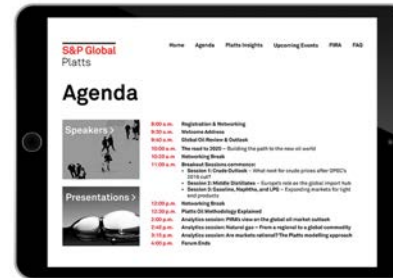 S&P Global
Platts
Home Agenda Platts Insights Upcoming Events PIRA FAQ
Agenda
Speakers >
Presentations >
8:00 a.m. Registration & Networking
8:30 a.m. Welcome Address
9:40 a.m. Global Oil Review & Outlook
10:00 a.m. The road to 2020 – Building the path to the new oil world
10:30 a.m. Networking Break
11:00 a.m. Breakout Sessions commence:
• Session 1: Crude Outlook – What next for crude prices after OPEC's
2016 cut?
• Session 2: Middle Distillates – Europe's role as the global import hub
• Session 3: Gasoline, Naphtha, and LPG – Expanding markets for light
end products
12:00 p.m. Networking Break
12:30 p.m. Platts Oil Methodology Explained
2:00 p.m. Analytics session: PIRA's view on the global oil market outlook
2:40 p.m. Analytics session: Natural gas – From a regional to a global commodity
3:10 p.m. Analytics session: Are markets rational? The Platts modelling approach
4:00 p.m. Forum Ends